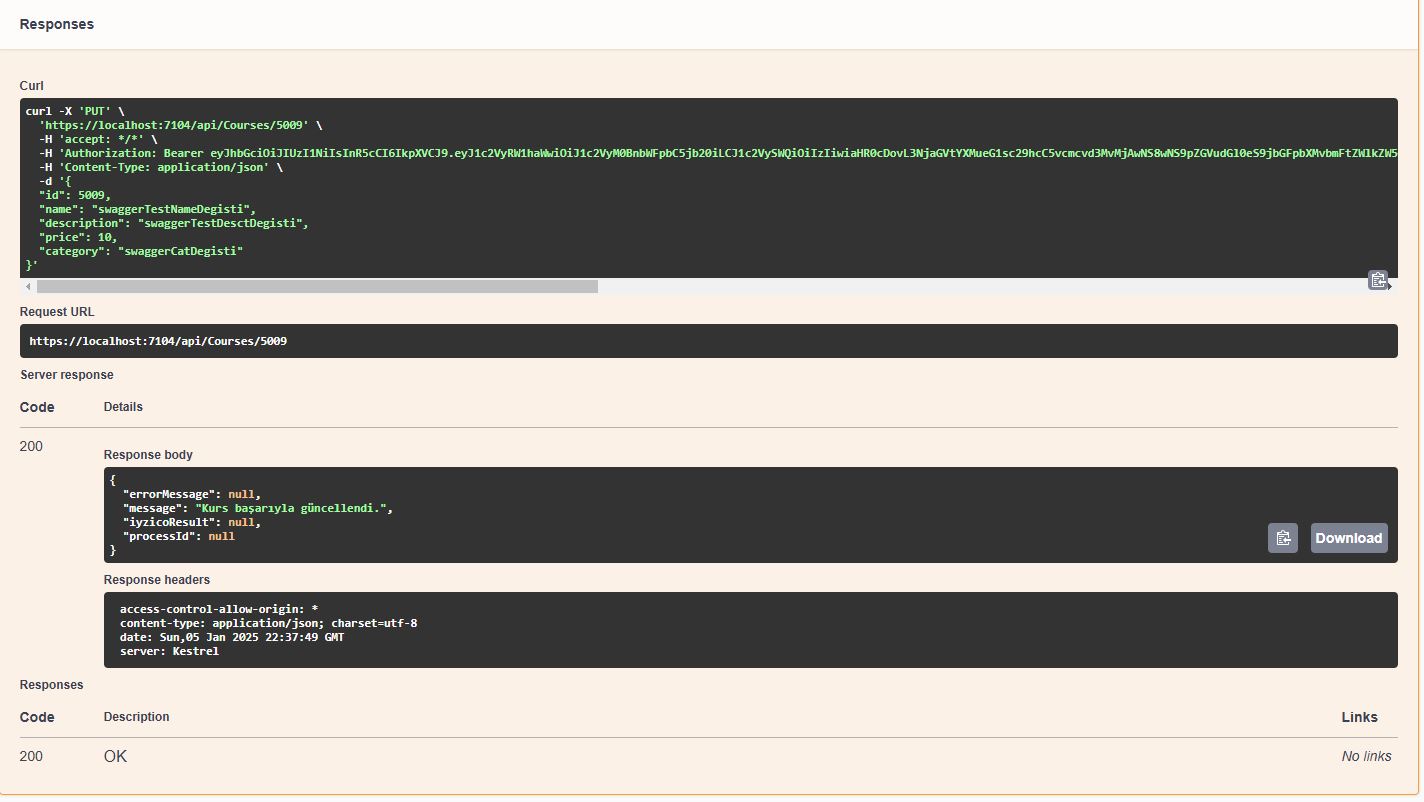 Responses
Curl
curl -X 'PUT' \
'https://localhost:7104/api/Courses/5009' \
-H 'accept: */*' \
-H 'Authorization: Bearer eyJhbGciOiJIUzI1NiIsInR5cCI6IkpXVCJ9.eyJ1c2VyRW1haWwiOiJ1c2VyM0BnbWFpbC5jb20iLCJ1c2VySWQiOiIzIiwiaHR0cDovL3NjaGVtYXMueG1sc29hcC5vcmcvd3MvMjAwNS8wNS9pZGVudGl0eS9jbGFpbXMvbmFtZWlkZW5
-H 'Content-Type: application/json' \
-d '{
"id": 5009,
"name": "swaggerTestNameDegisti",
"description": "swaggerTestDesctDegisti",
"price": 10,
"category": "swaggerCatDegisti"
}'
Request URL
https://localhost:7104/api/Courses/5009
Server response
Code Details
200
Response body
{
"errorMessage": null,
"message": "Kurs başarıyla güncellendi.",
"iyzicoResult": null,
"processId": null
}
Download
Response headers
access-control-allow-origin: *
content-type: application/json; charset=utf-8
date: Sun,05 Jan 2025 22:37:49 GMT
server: Kestrel
Responses
Code Description Links
200 OK No links